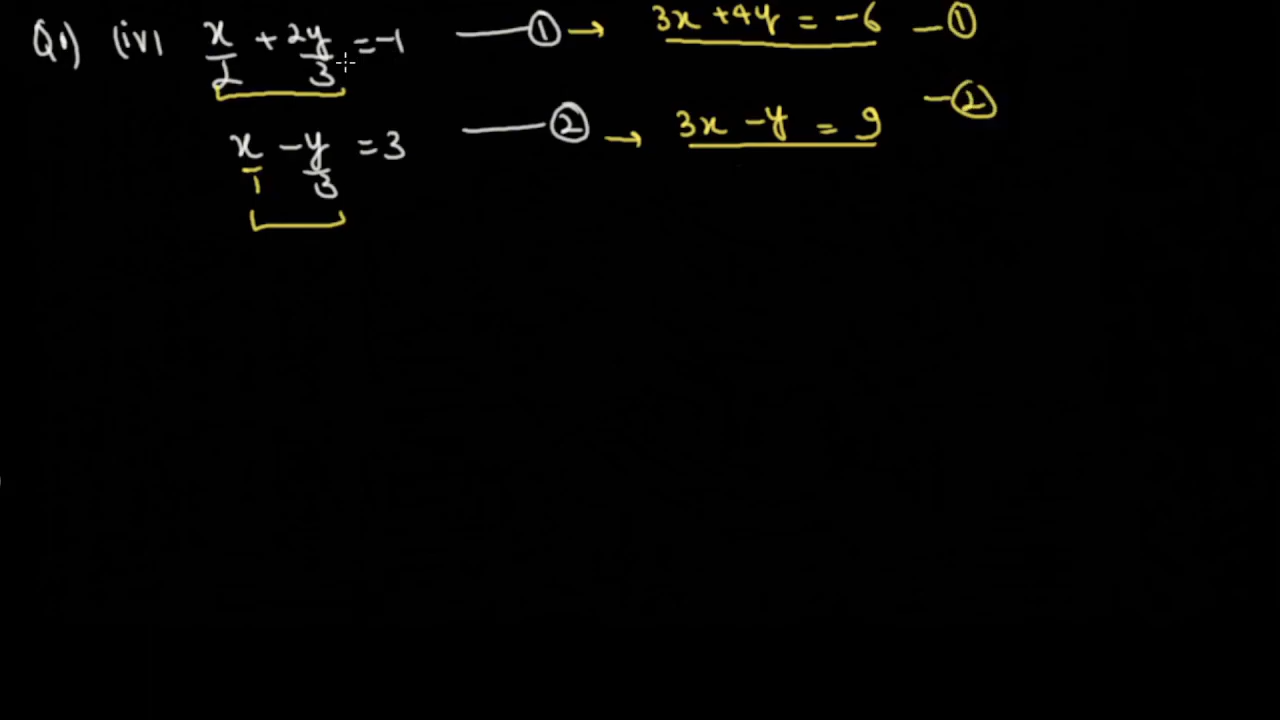 Q1) (iv) x/2 + 2y/3 = -1 —— ① → 3x + 4y = -6 — ①
x/1 - y/3 = 3 —— ② → 3x - y = 9 — ②